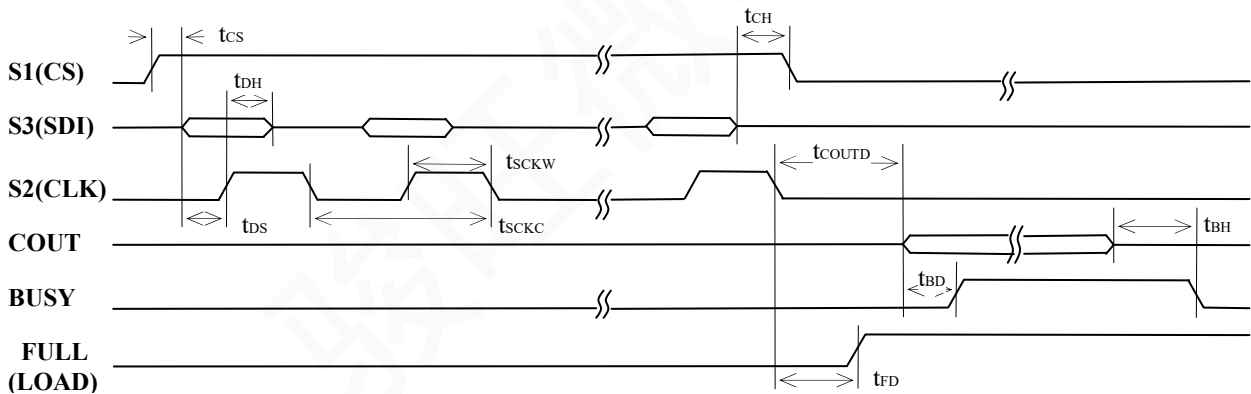 tCS
tCH
S1(CS)
tDH
S3(SDI)
tSCKW
tCOUTD
S2(CLK)
tDS
tSCKC
COUT
tBH
BUSY
tBD
FULL
(LOAD)
tFD